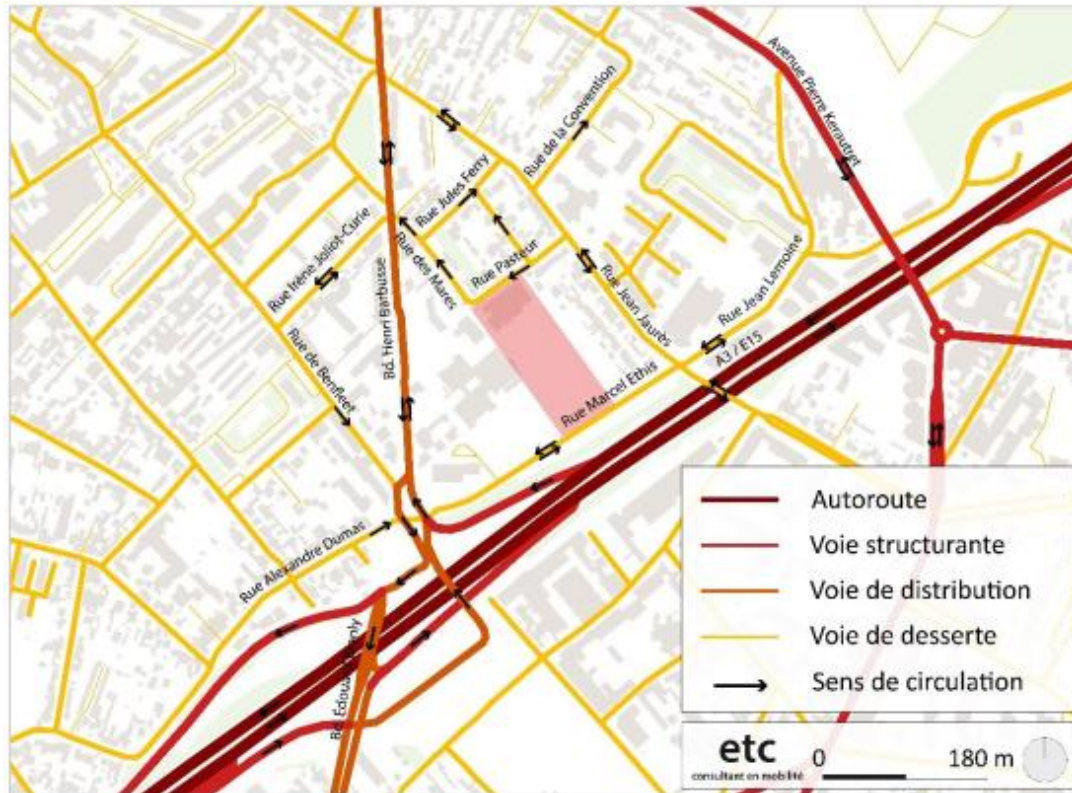 Avenue Pierre Kerautret
Rue de la Convention
Rue Jules Ferry
Rue Irène Joliot-Curie
Rue des Mares
Rue Pasteur
Bd. Henri Barbusse
Rue Jean Jaurès
Rue Jean Lemoine
A3 / E15
Rue de Benfleet
Rue Marcel Ethis
Rue Alexandre Dumas
Bd. Edouard
Autoroute
Voie structurante
Voie de distribution
Voie de desserte
Sens de circulation
etc
consultant en mobilité
0 180 m